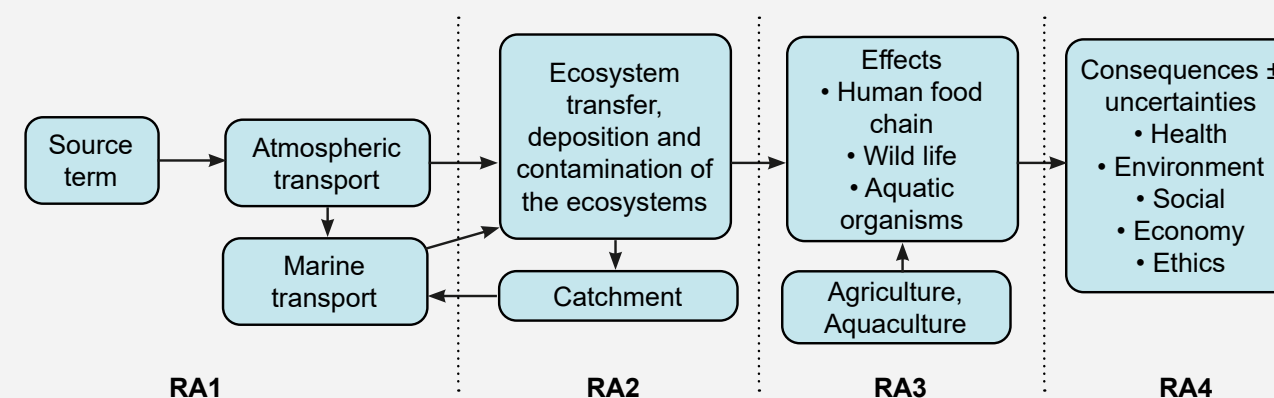 Source
term
Atmospheric
transport
Marine
transport
Ecosystem
transfer,
deposition and
contamination of
the ecosystems
Catchment
Effects
• Human food
chain
• Wild life
• Aquatic
organisms
Agriculture,
Aquaculture
Consequences ±
uncertainties
• Health
• Environment
• Social
• Economy
• Ethics
RA1
RA2
RA3
RA4